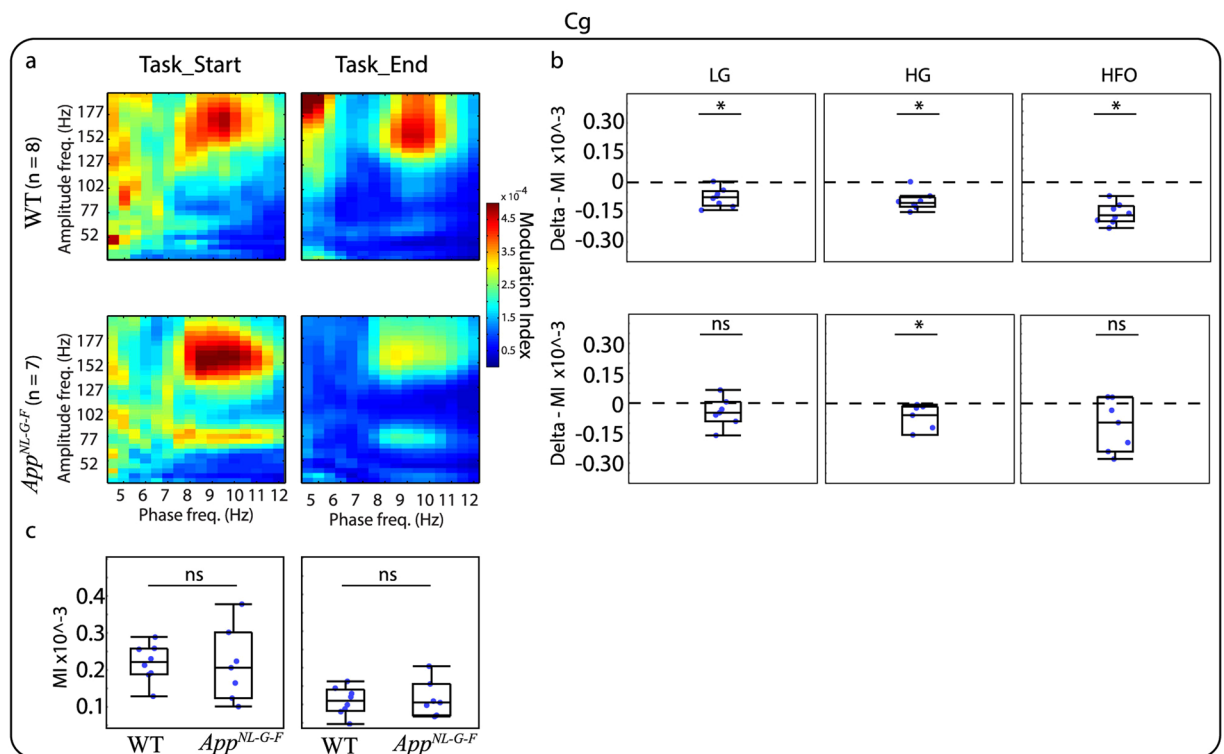 Cg
a
Task_Start
Task_End
WT (n = 8)
Amplitude freq. (Hz)
177
152
127
102
77
52
x 10⁻⁴
4.5
4
3.5
3
2.5
2
1.5
1
0.5
Modulation Index
App^NL-G-F (n = 7)
Amplitude freq. (Hz)
177
152
127
102
77
52
5 6 7 8 9 10 11 12
Phase freq. (Hz)
5 6 7 8 9 10 11 12
Phase freq. (Hz)
b
LG
HG
HFO
Delta - MI x10^-3
0.30
0.15
0
-0.15
-0.30
*
*
*
Delta - MI x10^-3
0.30
0.15
0
-0.15
-0.30
ns
*
ns
c
MI x10^-3
0.4
0.3
0.2
0.1
ns
ns
WT
App^NL-G-F
WT
App^NL-G-F